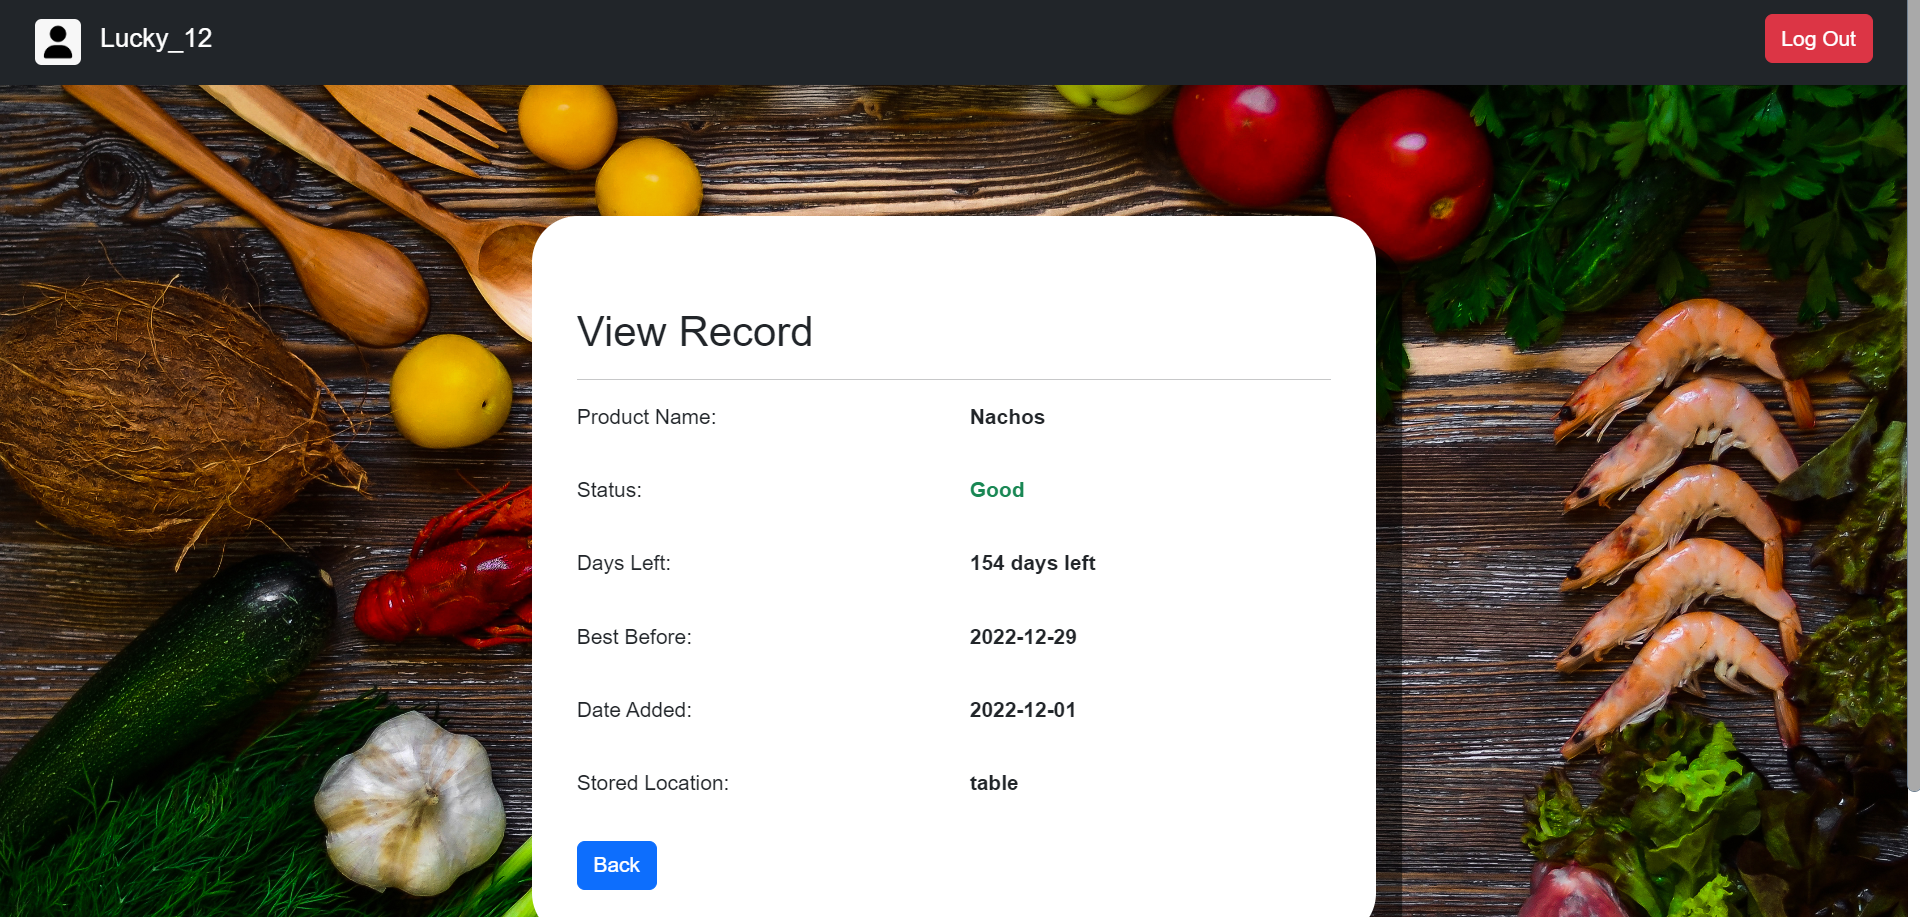 Lucky_12
Log Out
View Record
Product Name: Nachos
Status: Good
Days Left: 154 days left
Best Before: 2022-12-29
Date Added: 2022-12-01
Stored Location: table
Back